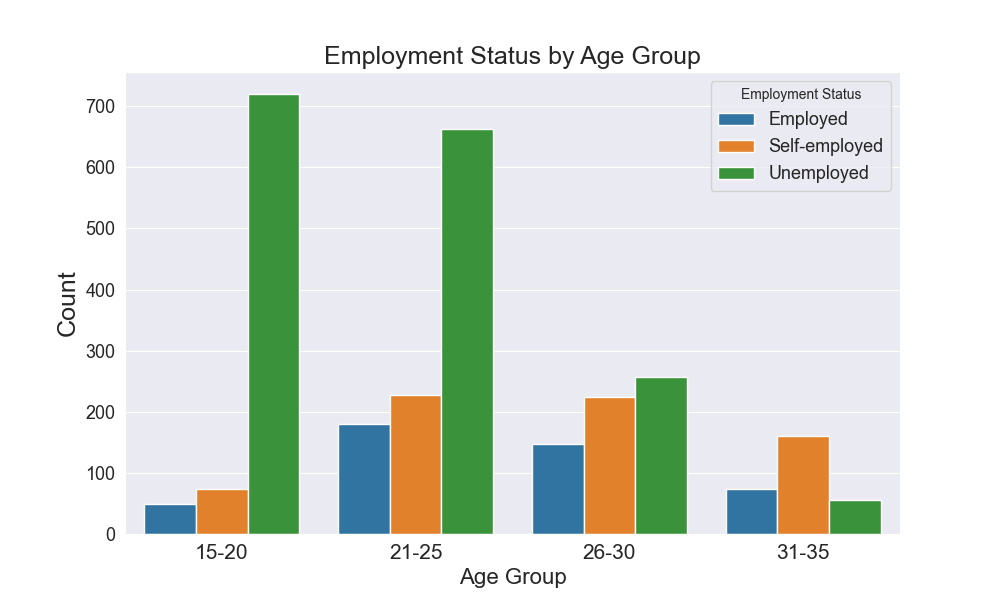 Employment Status by Age Group
Employment Status
Employed
Self-employed
Unemployed
Count
700
600
500
400
300
200
100
0
15-20
21-25
26-30
31-35
Age Group